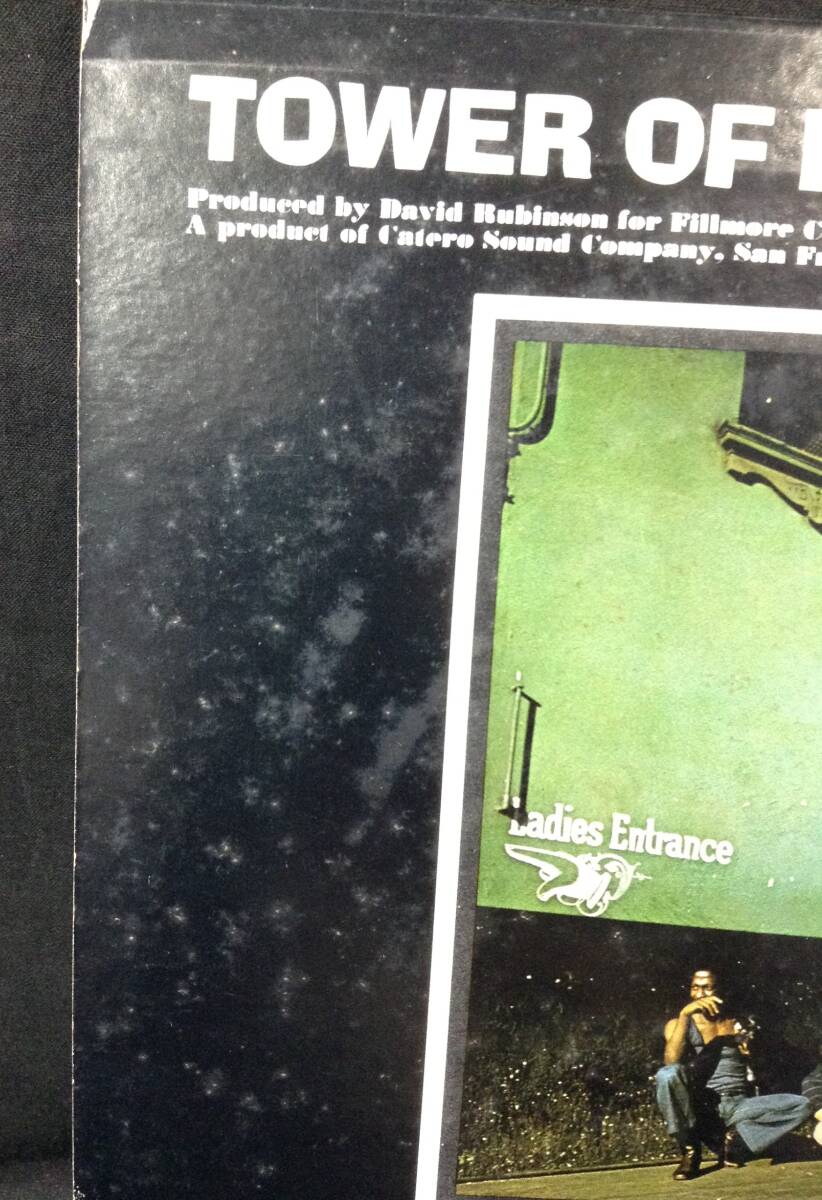 TOWER OF
Produced by David Rubinson for Fillmore
A product of Catero Sound Company, San
Ladies Entrance